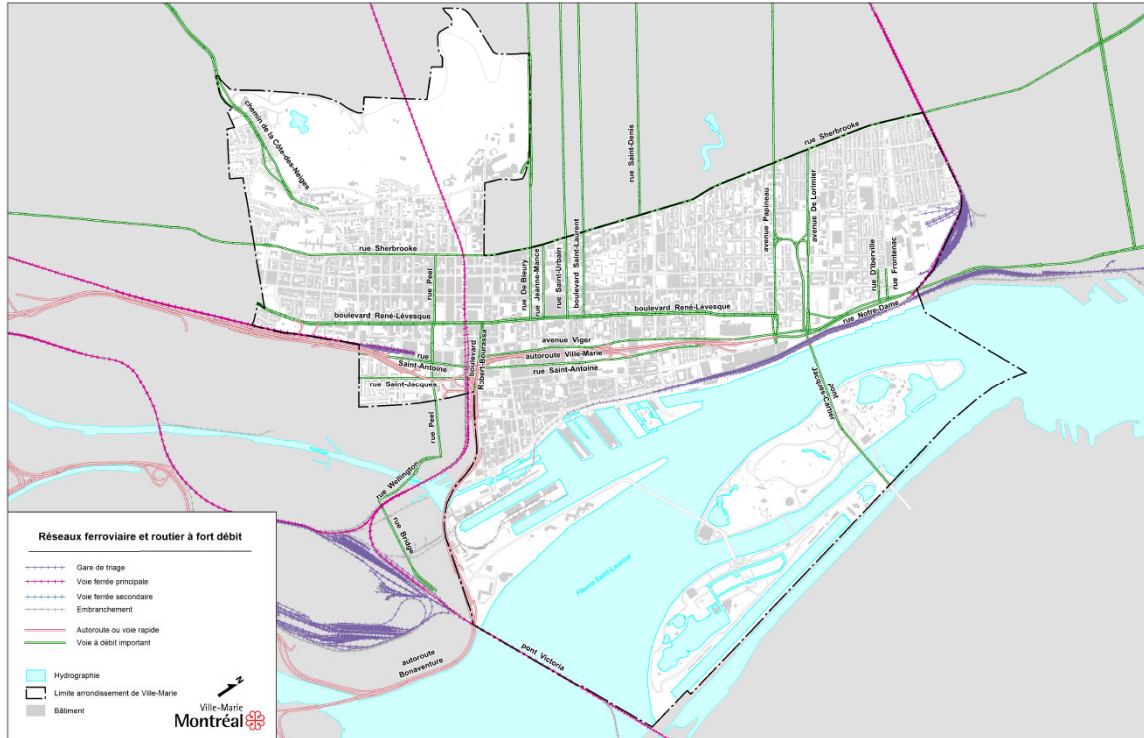 chemin de la Côte-des-Neiges
rue Sherbrooke
rue Saint-Denis
avenue Papineau
avenue De Lorimier
rue Sherbrooke
rue Peel
rue De Bleury
rue Jeanne-Mance
rue Saint-Urbain
boulevard Saint-Laurent
rue D'Iberville
rue Frontenac
boulevard René-Lévesque
boulevard René-Lévesque
rue Notre-Dame
avenue Viger
boulevard
Robert-Bourassa
autoroute Ville-Marie
rue
Saint-Antoine
rue Saint-Antoine
rue Saint-Jacques
pont
Jacques-Cartier
rue Peel
rue Wellington
rue Bridge
Fleuve Saint-Laurent
pont Victoria
autoroute
Bonaventure
Réseaux ferroviaire et routier à fort débit
Gare de triage
Voie ferrée principale
Voie ferrée secondaire
Embranchement
Autoroute ou voie rapide
Voie à débit important
Hydrographie
Limite arrondissement de Ville-Marie
Bâtiment
N
Ville-Marie
Montréal